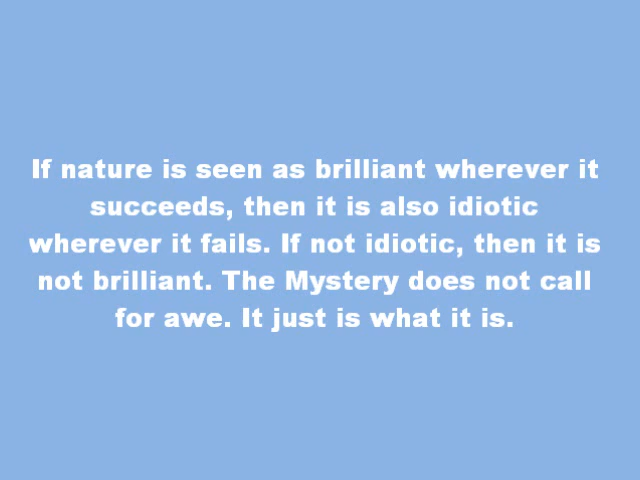 If nature is seen as brilliant wherever it
succeeds, then it is also idiotic
wherever it fails. If not idiotic, then it is
not brilliant. The Mystery does not call
for awe. It just is what it is.